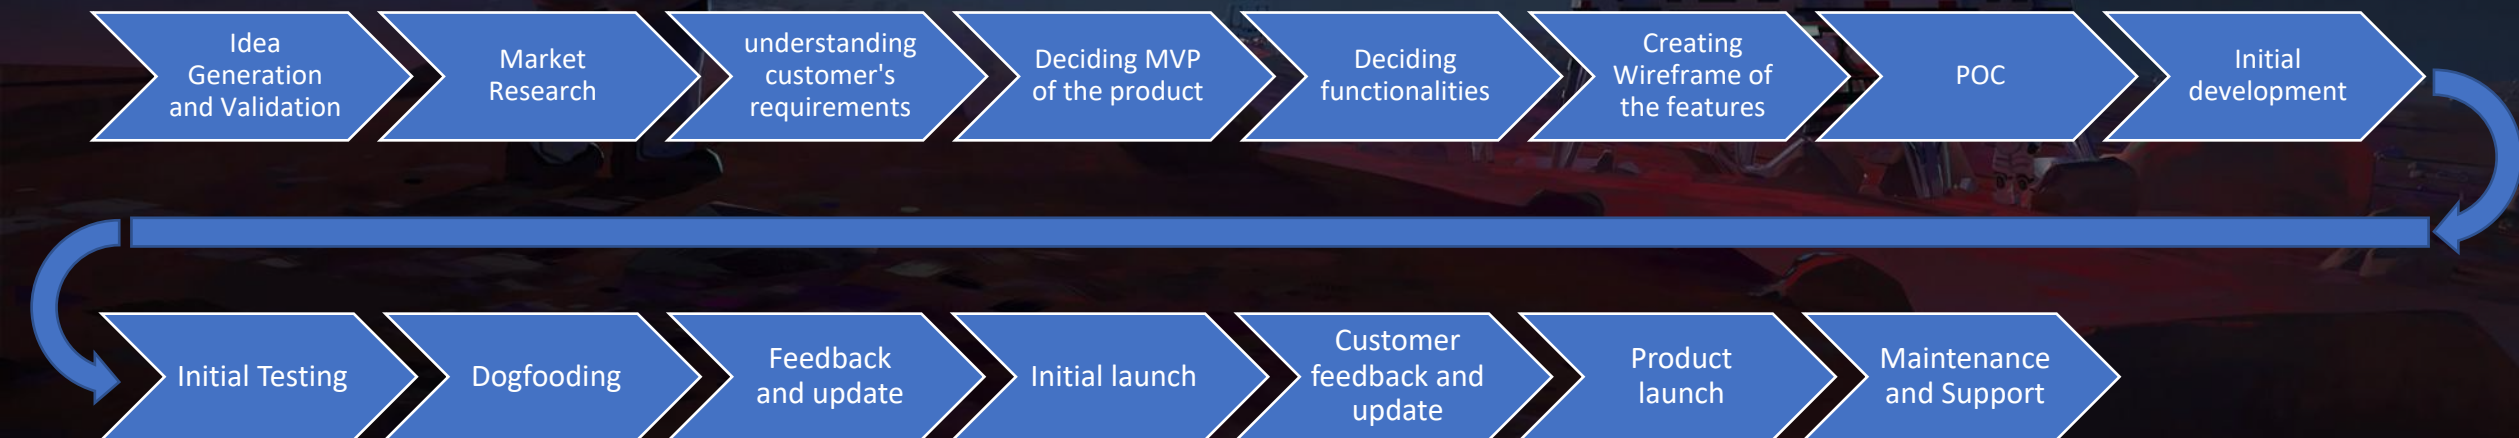 Idea
Generation
and Validation
Market
Research
understanding
customer's
requirements
Deciding MVP
of the product
Deciding
functionalities
Creating
Wireframe of
the features
POC
Initial
development
Initial Testing
Dogfooding
Feedback
and update
Initial launch
Customer
feedback and
update
Product
launch
Maintenance
and Support